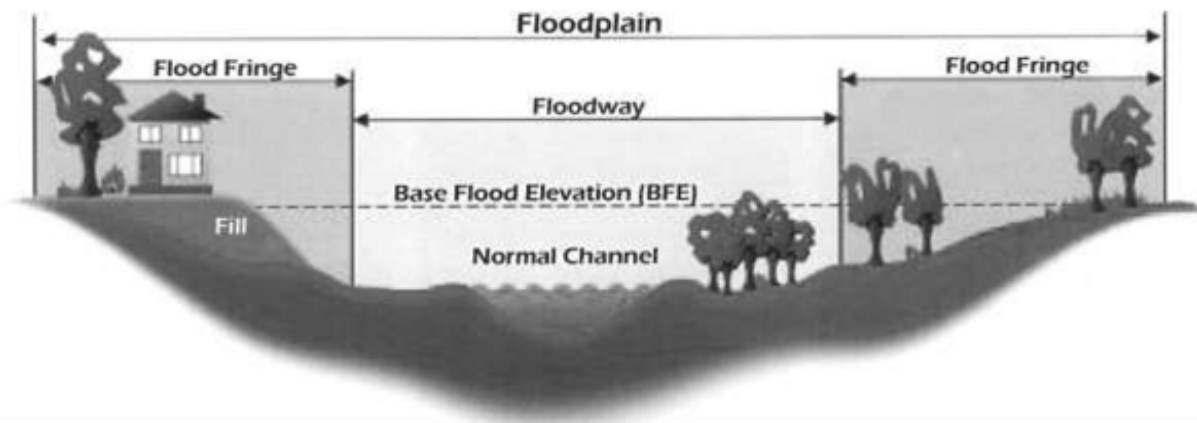 Floodplain
Flood Fringe
Flood Fringe
Floodway
Base Flood Elevation (BFE)
Fill
Normal Channel